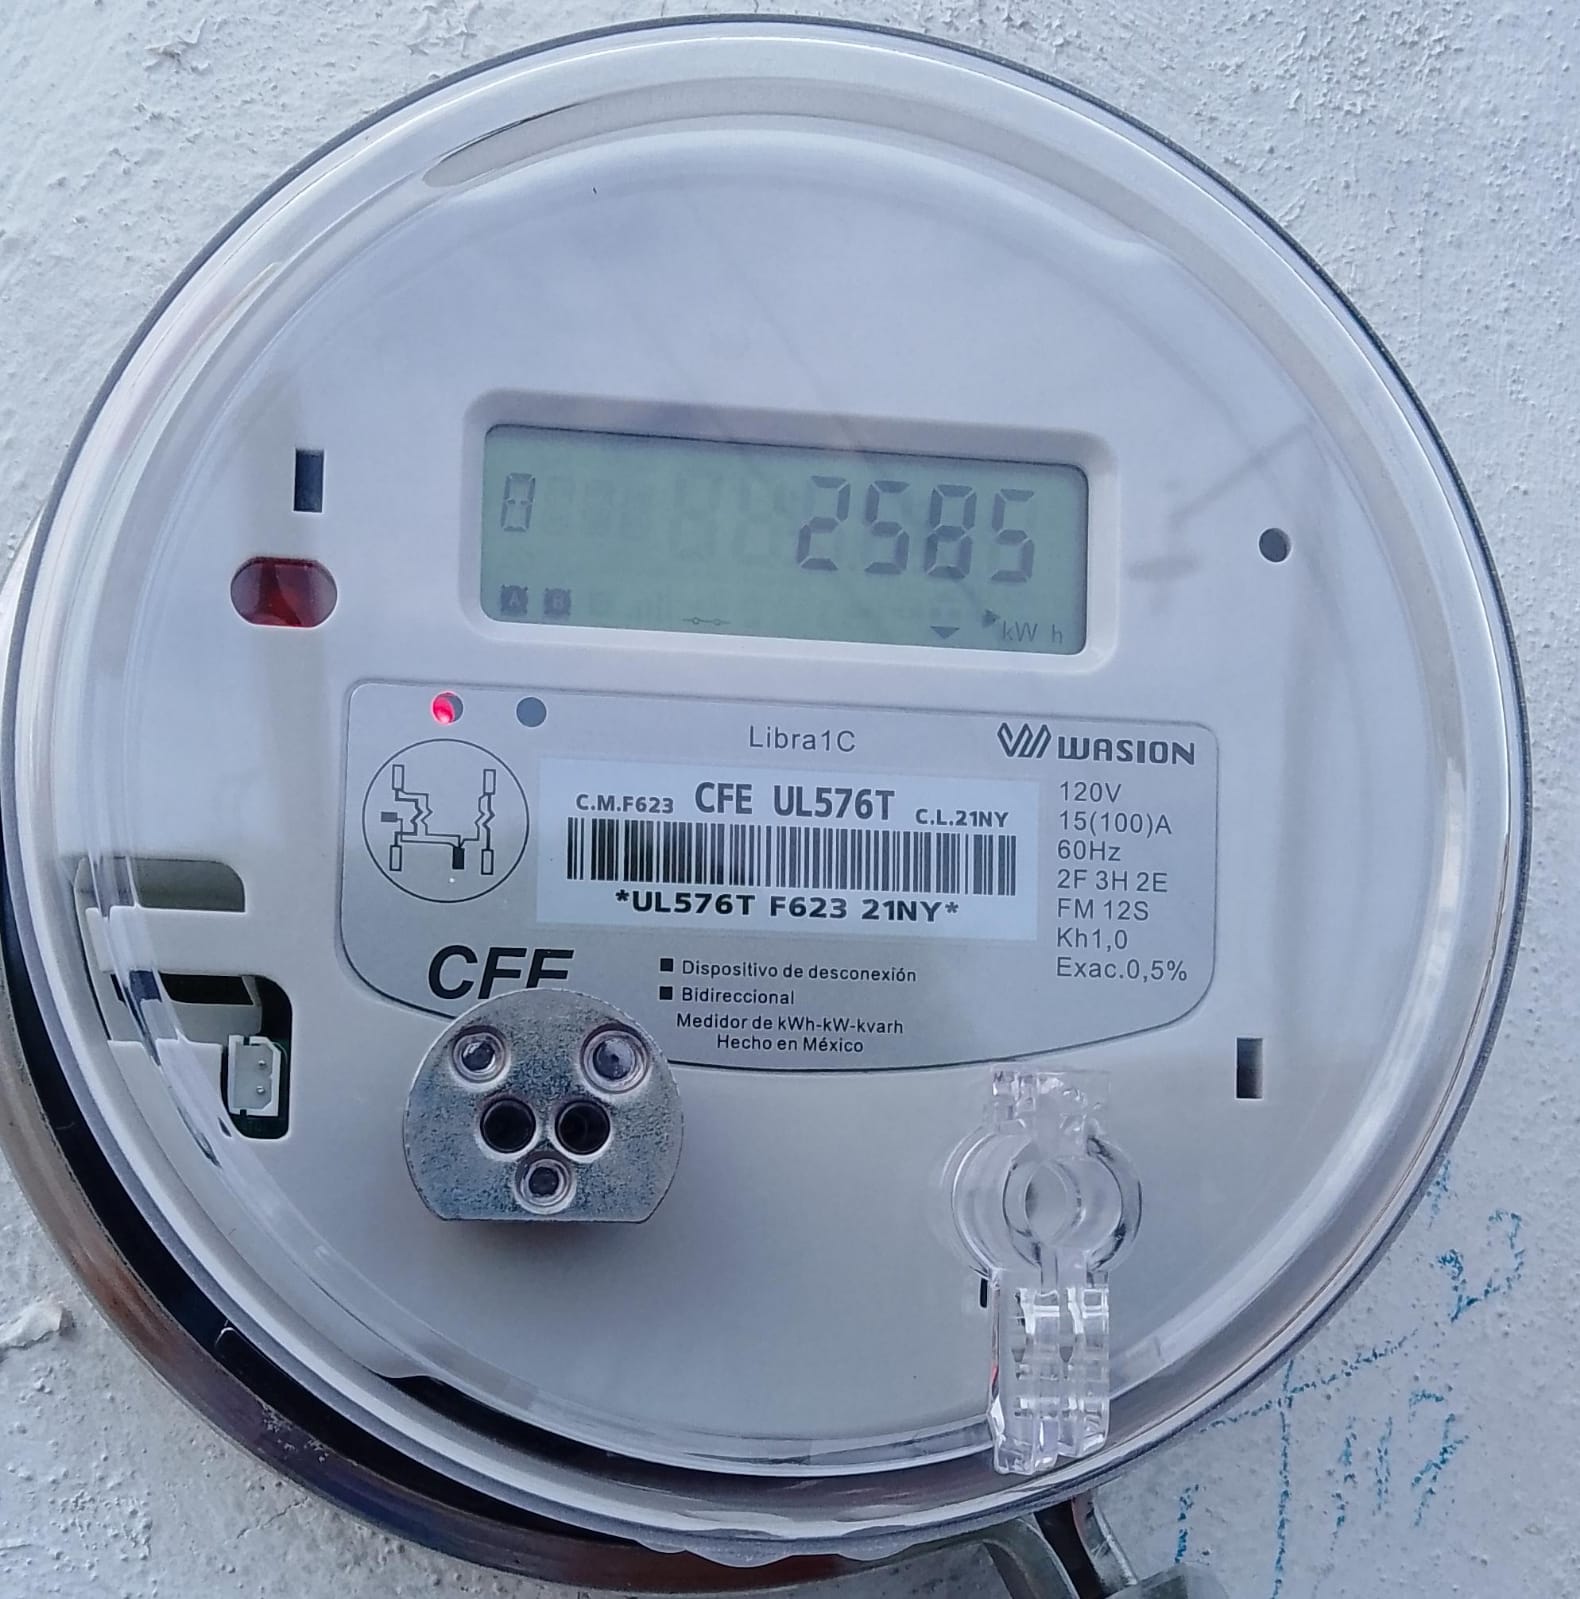 8 2585
A B
kW h
Libra1C
WASION
C.M.F623 CFE UL576T C.L.21NY
*UL576T F623 21NY*
120V
15(100)A
60Hz
2F 3H 2E
FM 12S
Kh1,0
Exac.0,5%
CFE
Dispositivo de desconexión
Bidireccional
Medidor de kWh-kW-kvarh
Hecho en México